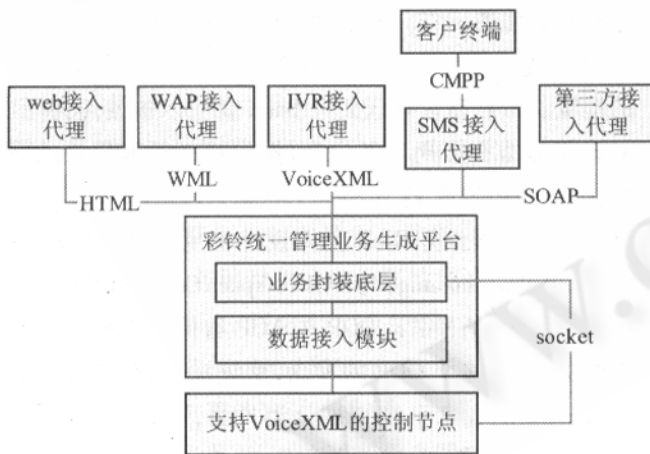 客户终端
CMPP
web接入
代理
WAP接入
代理
IVR接入
代理
SMS接入
代理
第三方接
入代理
WML
VoiceXML
HTML
SOAP
彩铃统一管理业务生成平台
业务封装底层
数据接入模块
socket
支持VoiceXML的控制节点
www.c